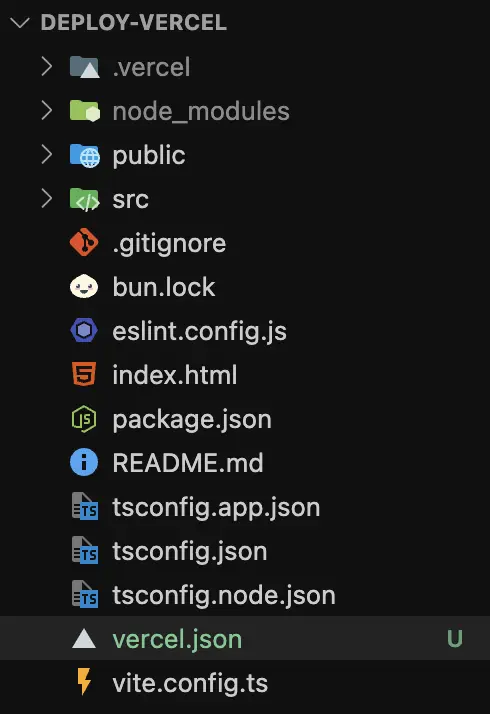 DEPLOY-VERCEL
.vercel
node_modules
public
src
.gitignore
bun.lock
eslint.config.js
index.html
package.json
README.md
tsconfig.app.json
tsconfig.json
tsconfig.node.json
vercel.json U
vite.config.ts